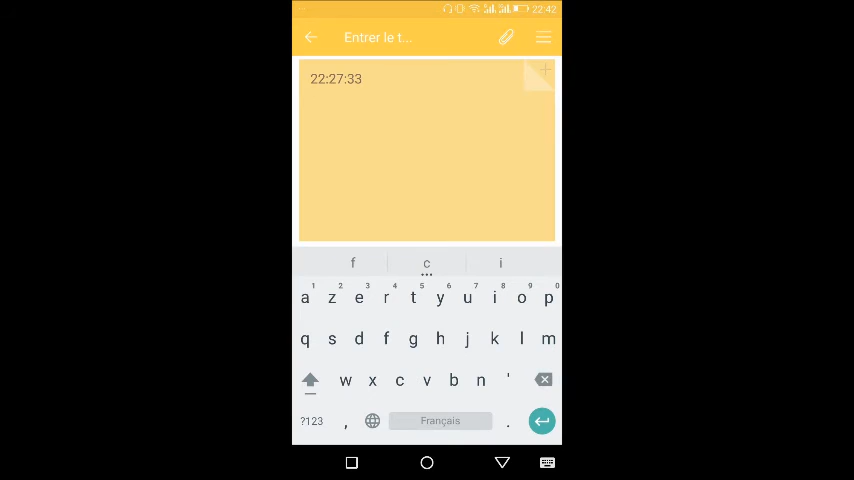 22:42
Entrer le t...
22:27:33
f c i
1 2 3 4 5 6 7 8 9 0
a z e r t y u i o p
q s d f g h j k l m
w x c v b n '
?123 , Français .